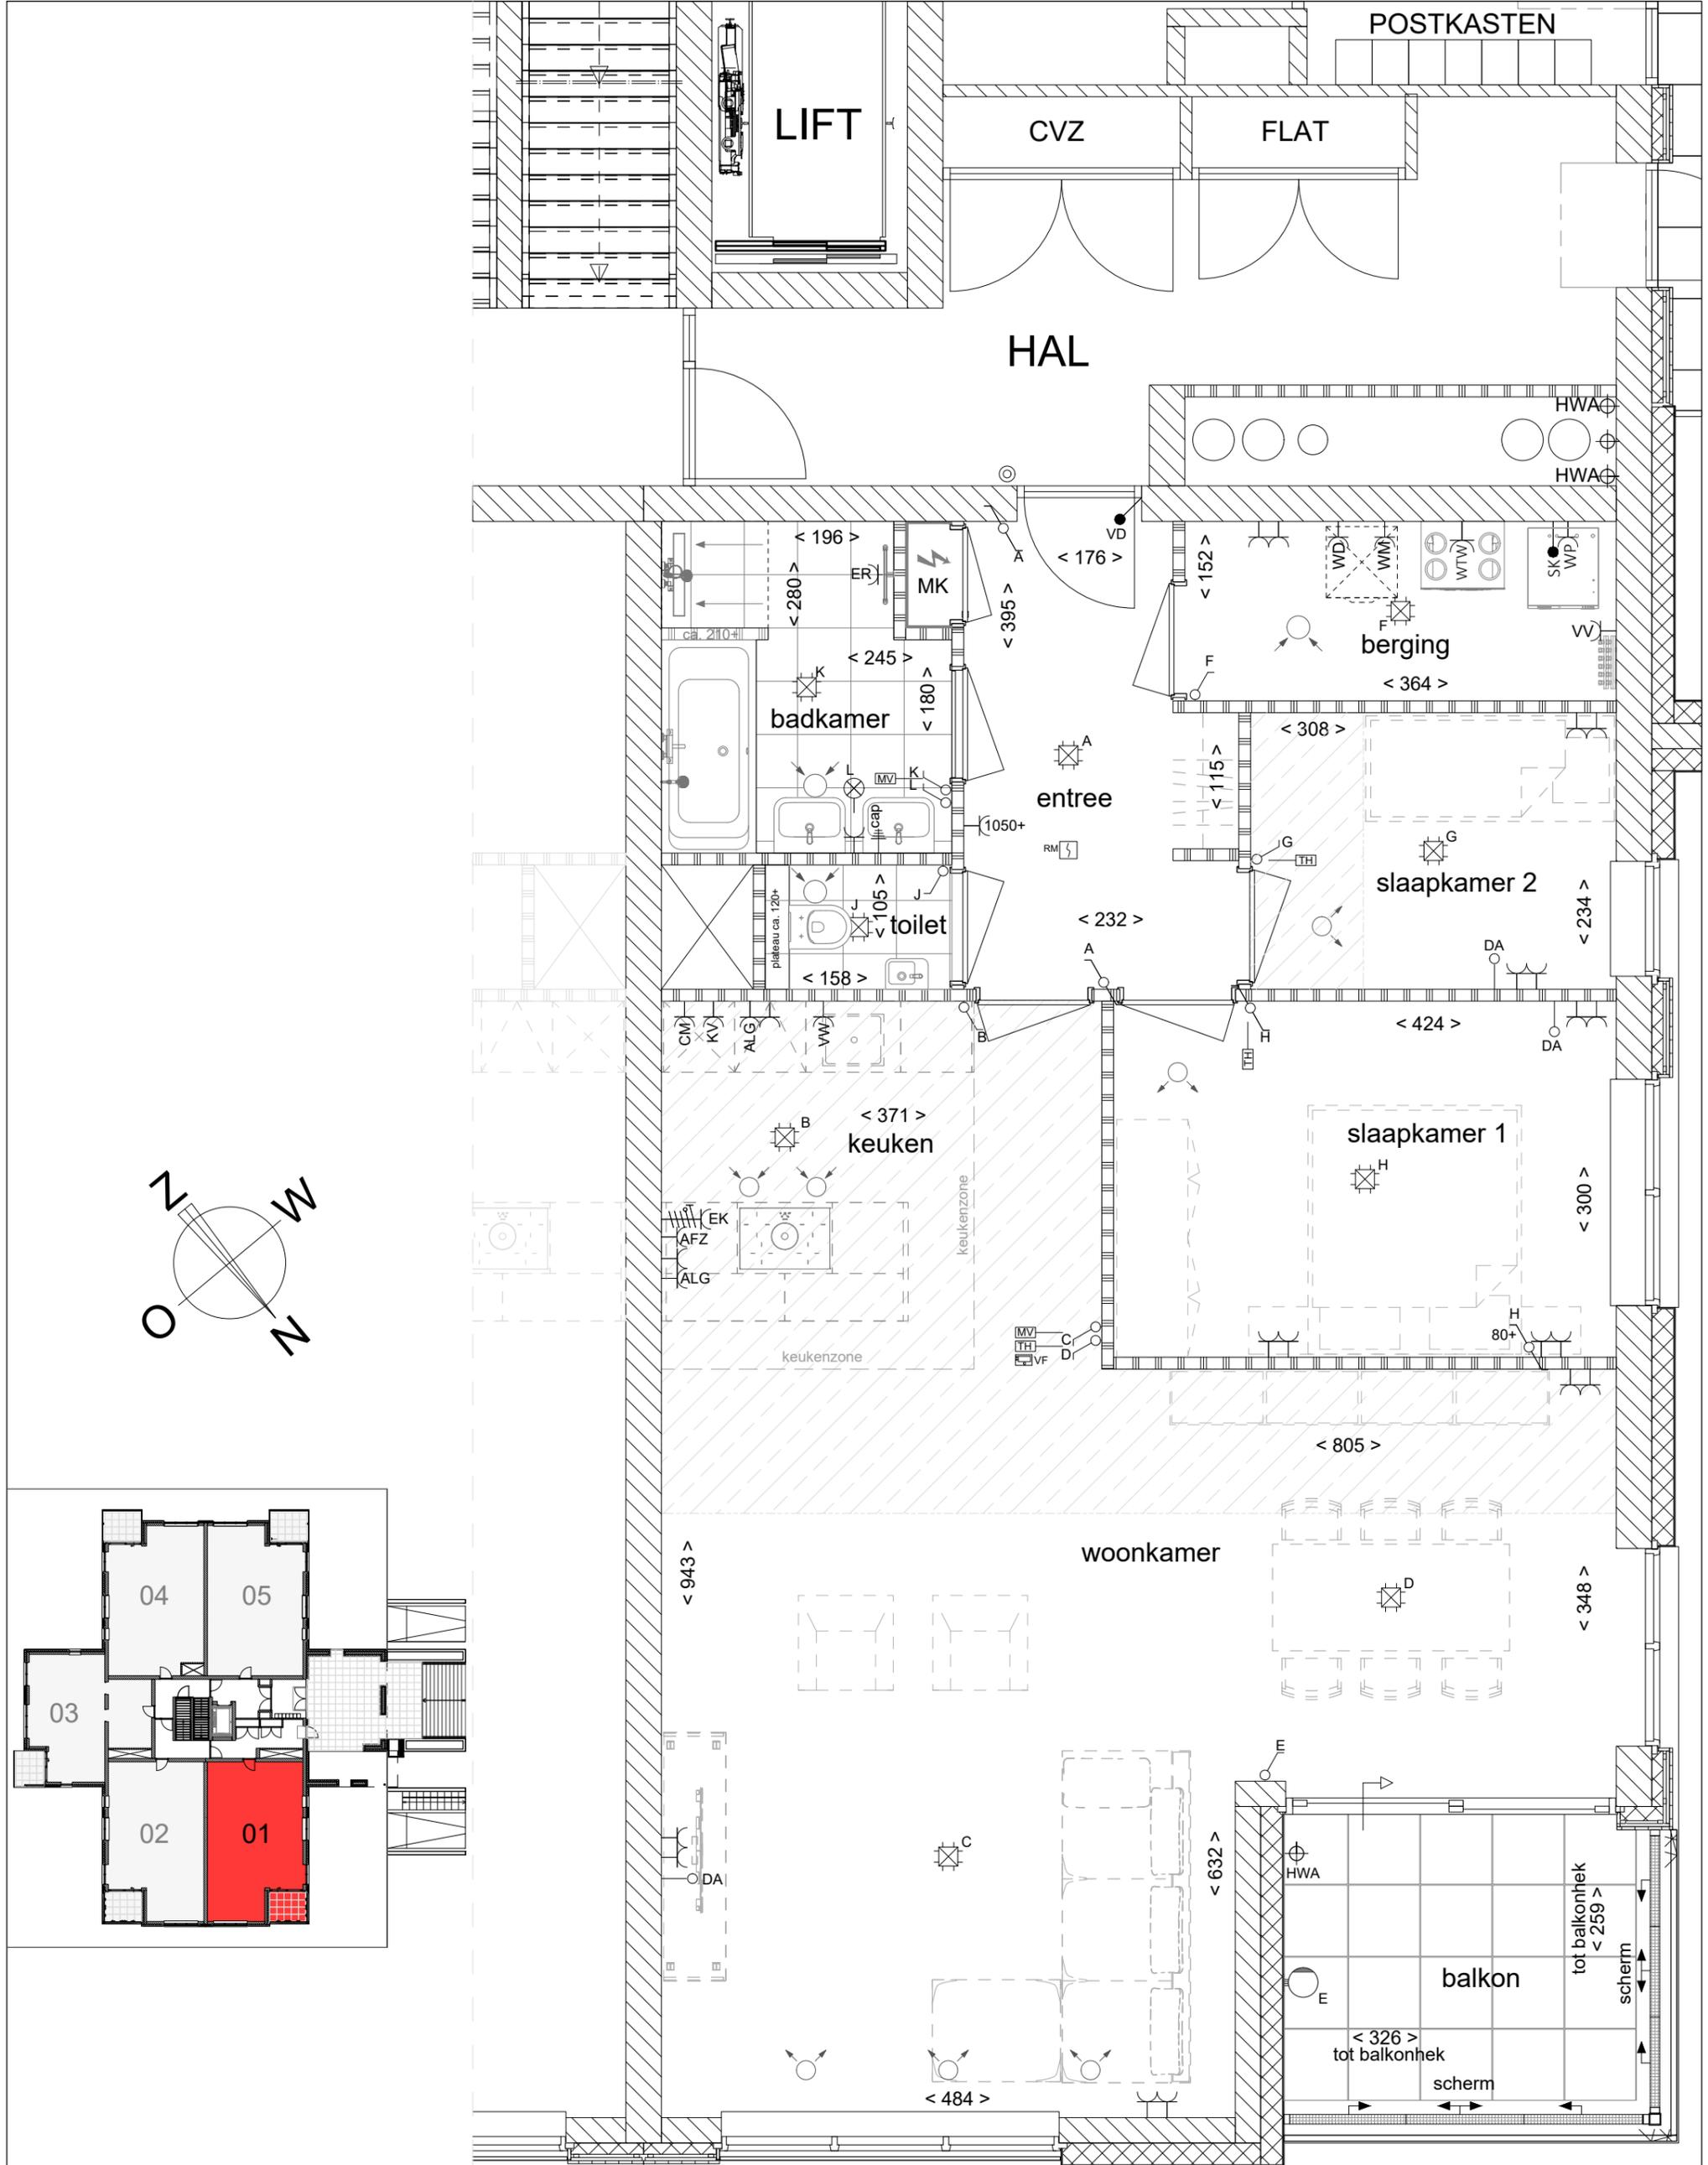 POSTKASTEN
LIFT
CVZ
FLAT
HAL
HWA
HWA
VD
A
< 196 >
< 176 >
< 152 >
WD
WM
WTW
SK
WP
ER
MK
< 280 >
< 395 >
F
berging
VV
ca. 210+
< 245 >
K
< 180 >
F
< 364 >
badkamer
< 308 >
A
L
MV
K
L
entree
< 115 >
cap
1050+
RM
G
TH
G
slaapkamer 2
J
J
< 105 >
toilet
plateau ca. 120+
< 232 >
< 234 >
A
DA
< 158 >
CM
KV
ALG
VW
B
H
TH
< 424 >
DA
< 371 >
B
keuken
slaapkamer 1
H
Z
W
O
N
keukenzone
< 300 >
T
EK
AFZ
ALG
MV
TH
VF
C
D
H
80+
keukenzone
< 805 >
woonkamer
< 943 >
D
< 348 >
04
05
03
02
01
E
C
DA
< 632 >
HWA
tot balkonhek
< 259 >
scherm
balkon
E
< 326 >
tot balkonhek
scherm
< 484 >